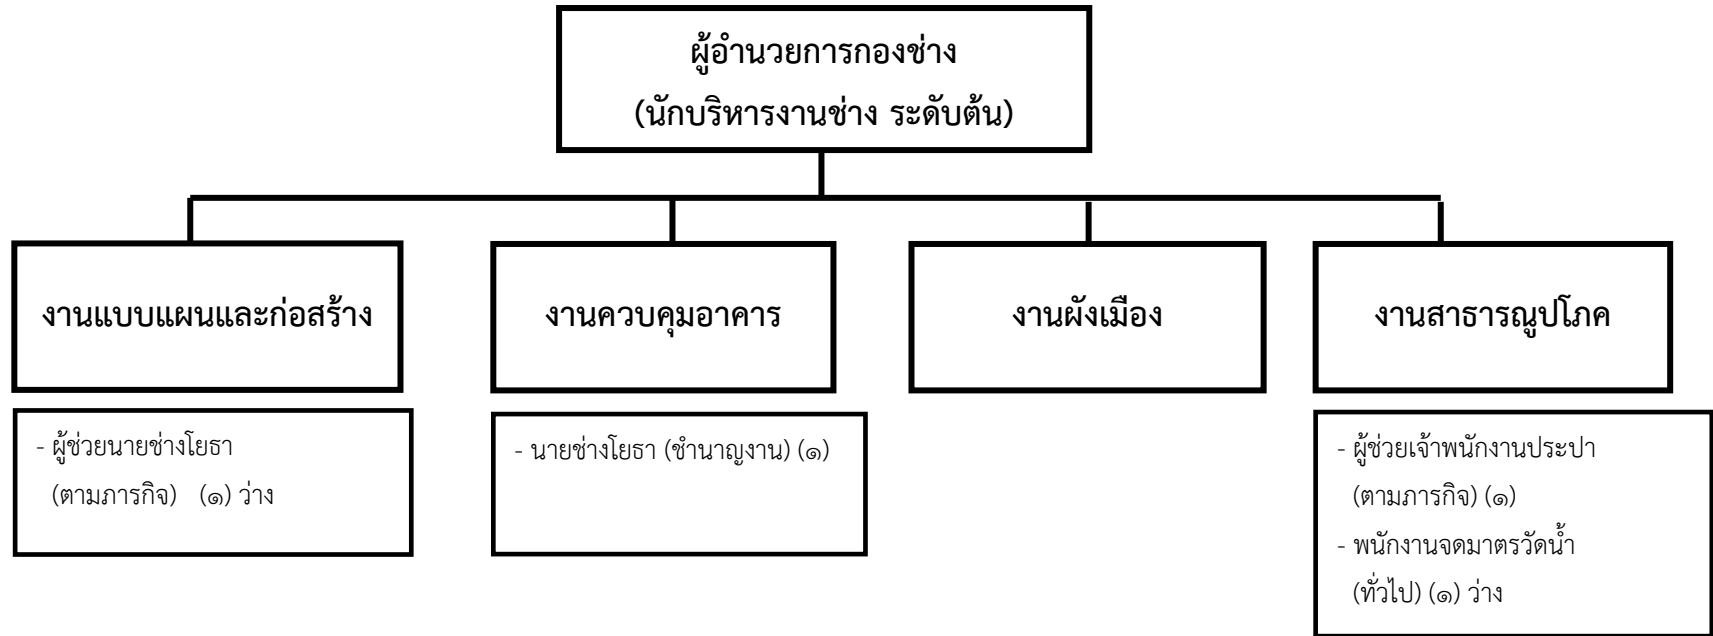 ผู้อำนวยการกองช่าง
(นักบริหารงานช่าง ระดับต้น)
งานแบบแผนและก่อสร้าง
งานควบคุมอาคาร
งานผังเมือง
งานสาธารณูปโภค
- ผู้ช่วยนายช่างโยธา
(ตามภารกิจ) (๑) ว่าง
- นายช่างโยธา (ชำนาญงาน) (๑)
- ผู้ช่วยเจ้าพนักงานประปา
(ตามภารกิจ) (๑)
- พนักงานจดมาตรวัดน้ำ
(ทั่วไป) (๑) ว่าง